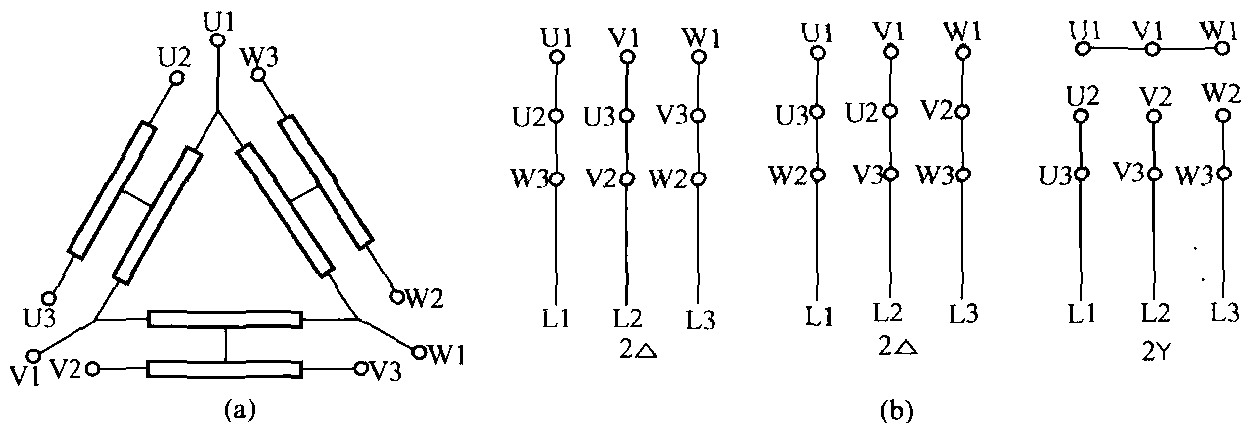 U1
U2
W3
U3
W2
V1
V2
V3
W1
(a)
U1 V1 W1
U2 U3 V3
W3 V2 W2
L1 L2 L3
2△
U1 V1 W1
U3 U2 V2
W2 V3 W3
L1 L2 L3
2△
U1 V1 W1
U2 V2 W2
U3 V3 W3
L1 L2 L3
2Y
(b)